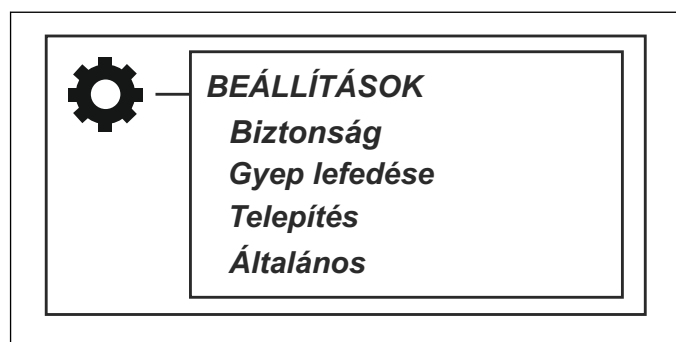 BEÁLLÍTÁSOK
Biztonság
Gyep lefedése
Telepítés
Általános